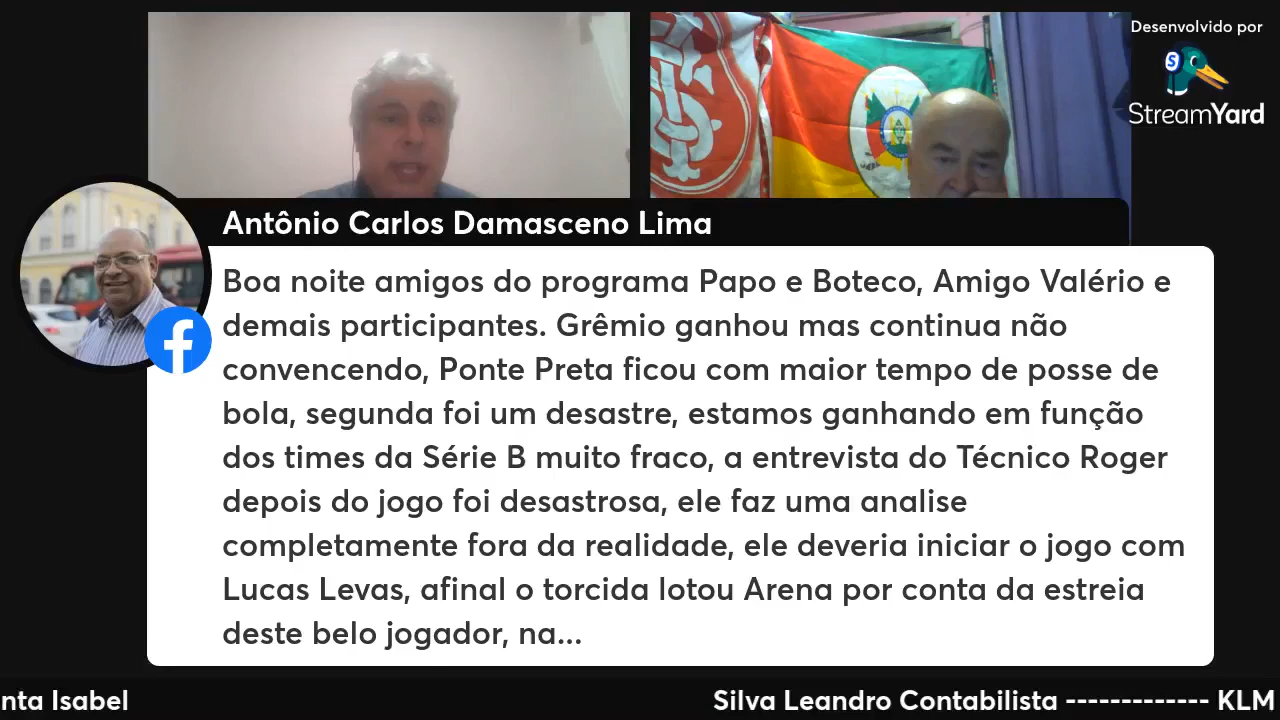 Desenvolvido por
S
StreamYard
Antônio Carlos Damasceno Lima
Boa noite amigos do programa Papo e Boteco, Amigo Valério e
demais participantes. Grêmio ganhou mas continua não
convencendo, Ponte Preta ficou com maior tempo de posse de
bola, segunda foi um desastre, estamos ganhando em função
dos times da Série B muito fraco, a entrevista do Técnico Roger
depois do jogo foi desastrosa, ele faz uma analise
completamente fora da realidade, ele deveria iniciar o jogo com
Lucas Levas, afinal o torcida lotou Arena por conta da estreia
deste belo jogador, na...
nta Isabel
Silva Leandro Contabilista ------------- KLM